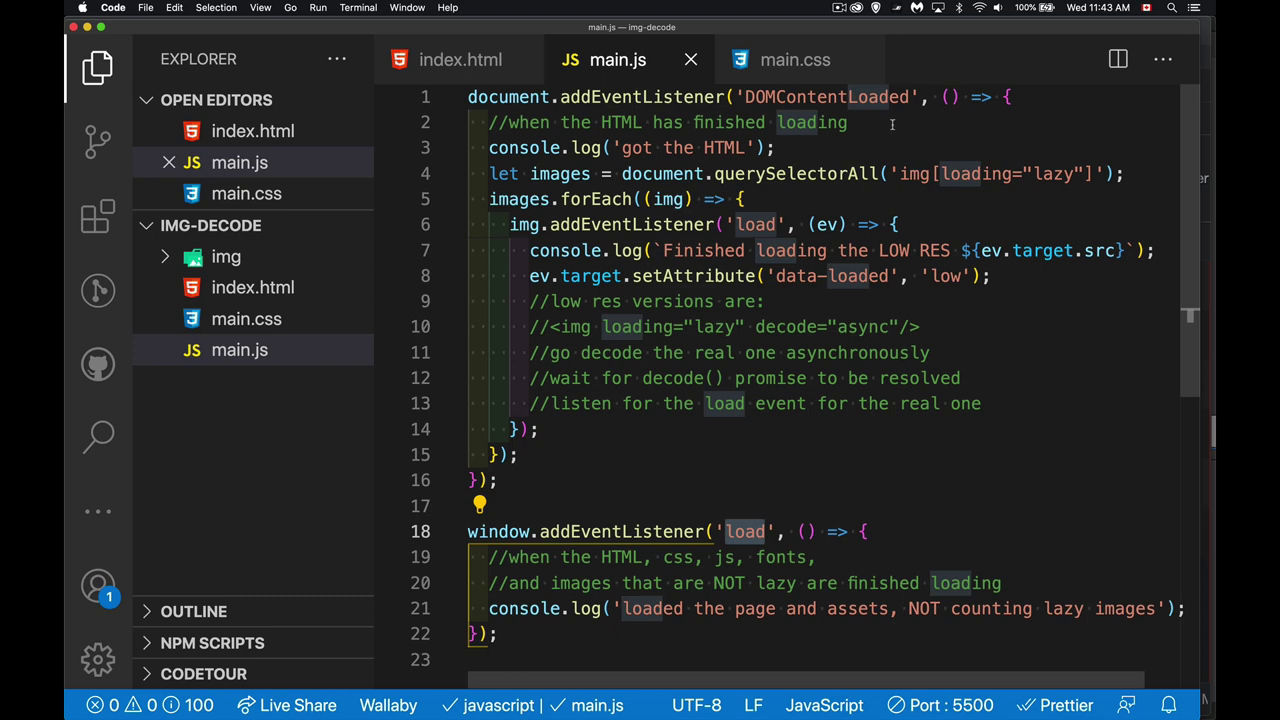 Code File Edit Selection View Go Run Terminal Window Help 100% Wed 11:43 AM
main.js — img-decode
EXPLORER
index.html
JS main.js
main.css
OPEN EDITORS
index.html
JS main.js
main.css
IMG-DECODE
img
index.html
main.css
JS main.js
OUTLINE
NPM SCRIPTS
CODETOUR
1
1 document.addEventListener('DOMContentLoaded', () => {
2 //when the HTML has finished loading
3 console.log('got the HTML');
4 let images = document.querySelectorAll('img[loading="lazy"]');
5 images.forEach((img) => {
6 img.addEventListener('load', (ev) => {
7 console.log(`Finished loading the LOW RES ${ev.target.src}`);
8 ev.target.setAttribute('data-loaded', 'low');
9 //low res versions are:
10 //<img loading="lazy" decode="async"/>
11 //go decode the real one asynchronously
12 //wait for decode() promise to be resolved
13 //listen for the load event for the real one
14 });
15 });
16 });
17
18 window.addEventListener('load', () => {
19 //when the HTML, css, js, fonts,
20 //and images that are NOT lazy are finished loading
21 console.log('loaded the page and assets, NOT counting lazy images');
22 });
23
0 0 100 Live Share Wallaby javascript | main.js UTF-8 LF JavaScript Port : 5500 Prettier